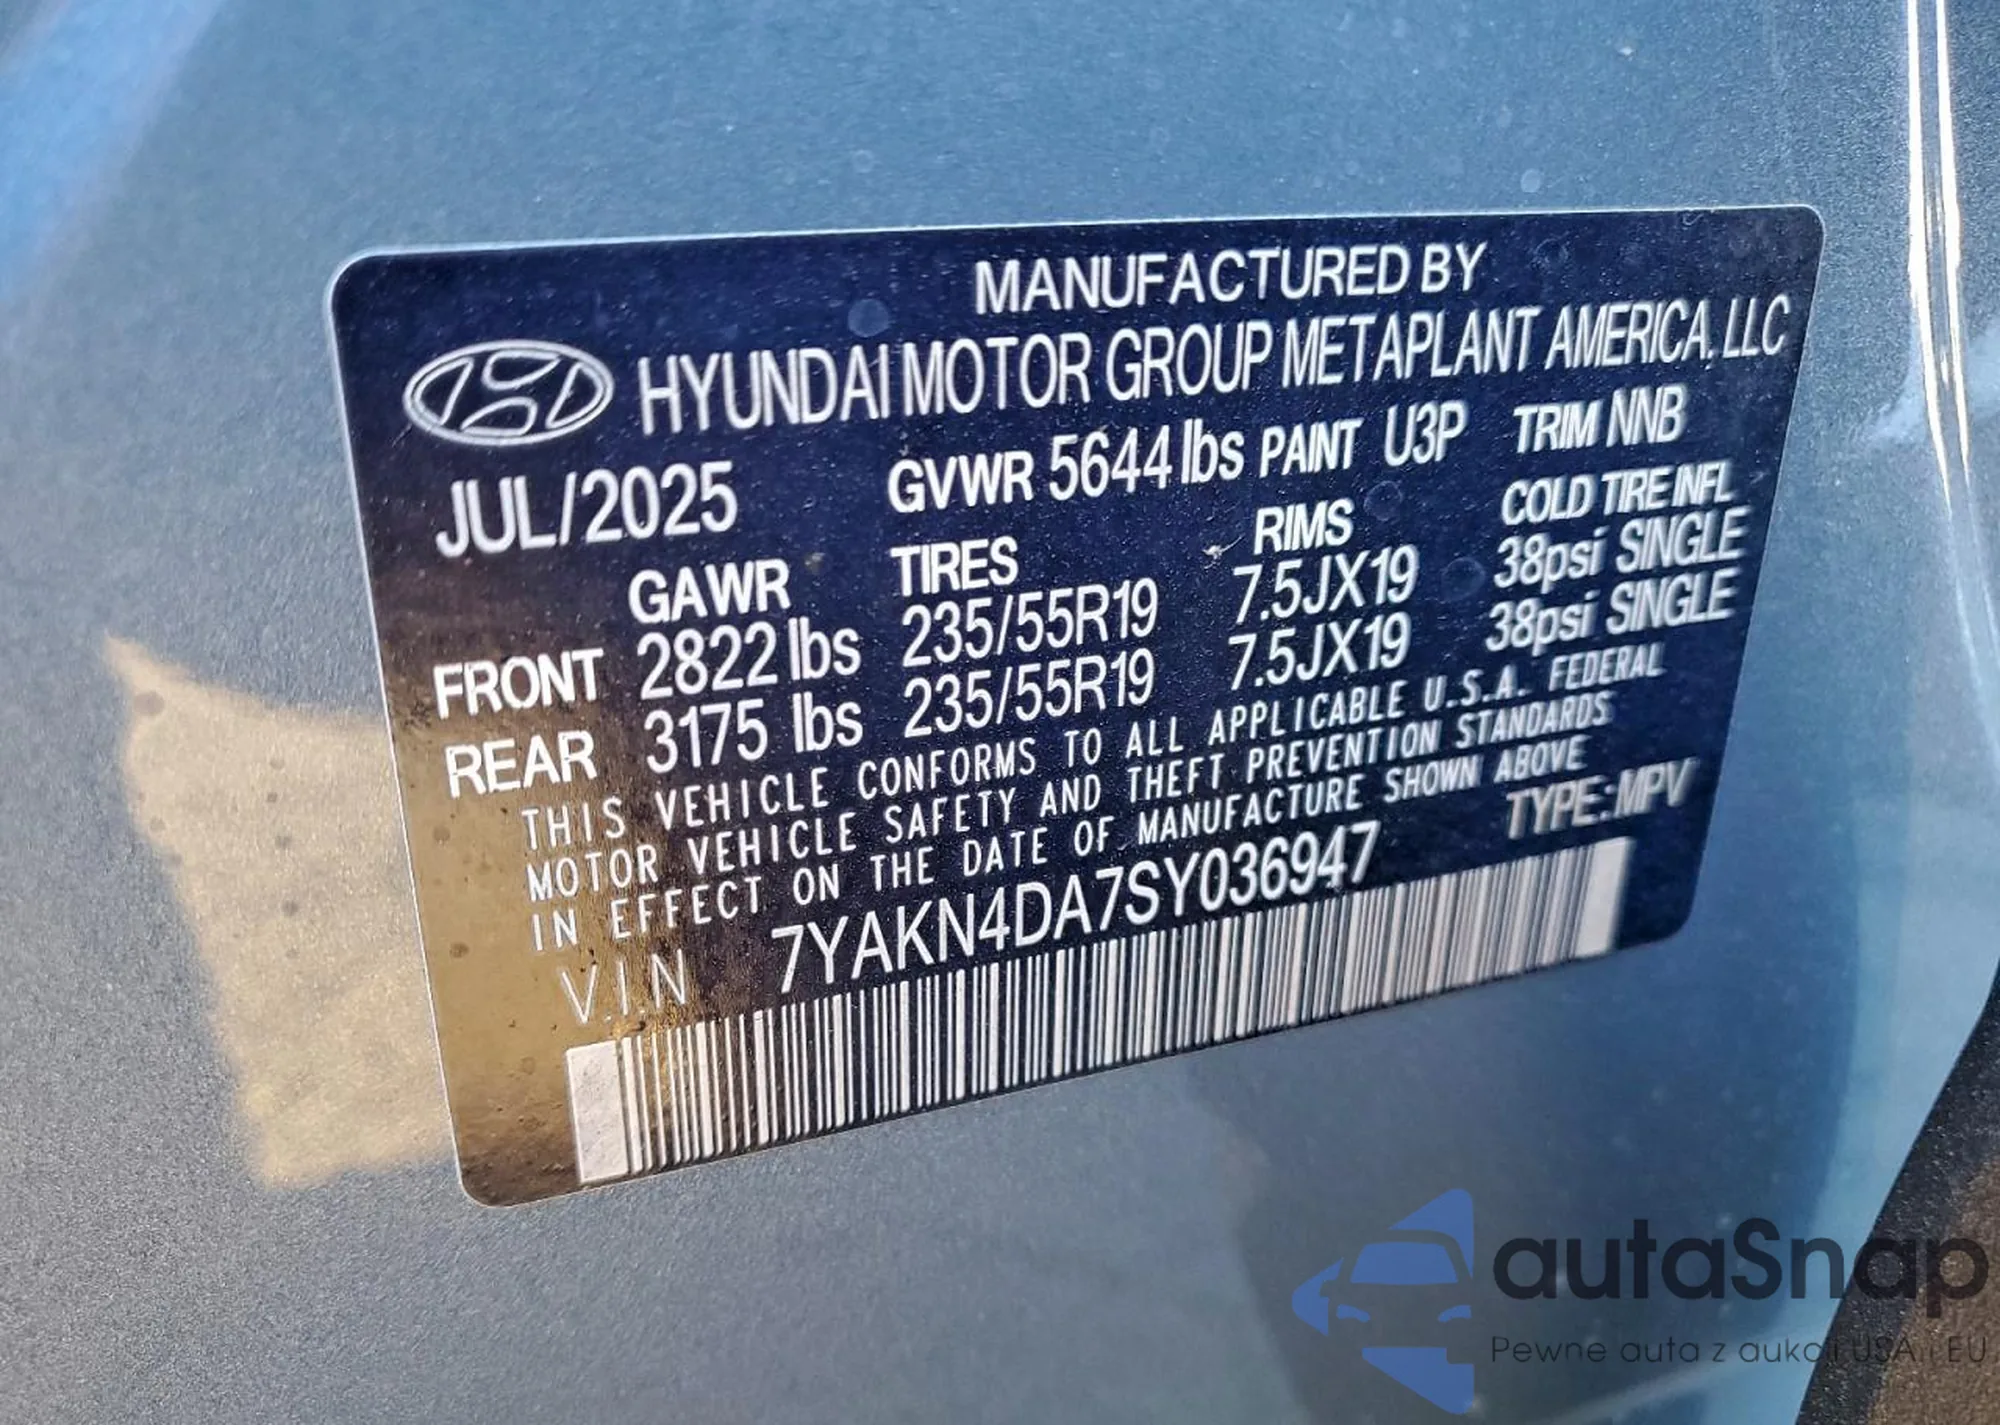 MANUFACTURED BY
HYUNDAI MOTOR GROUP METAPLANT AMERICA, LLC
JUL/2025 GVWR 5644 lbs PAINT U3P TRIM NNB
GAWR TIRES RIMS COLD TIRE INFL
FRONT 2822 lbs 235/55R19 7.5JX19 38psi SINGLE
REAR 3175 lbs 235/55R19 7.5JX19 38psi SINGLE
THIS VEHICLE CONFORMS TO ALL APPLICABLE U.S.A. FEDERAL
MOTOR VEHICLE SAFETY AND THEFT PREVENTION STANDARDS
IN EFFECT ON THE DATE OF MANUFACTURE SHOWN ABOVE
V.I.N 7YAKN4DA7SY036947 TYPE:MPV
autaSnap
Pewne auta z aukcji USA i EU